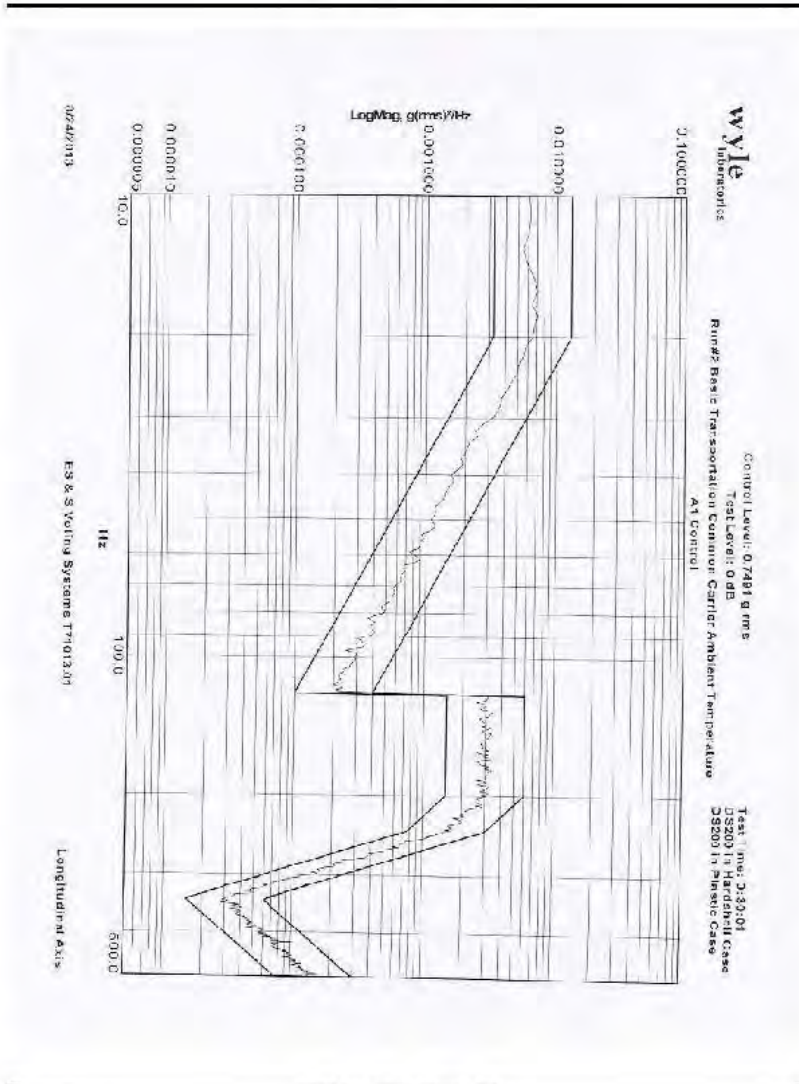 wyle
laboratories
Control Level: 0.7491 g rms
Test Level: 0 dB
Run#2 Basic Transportation Common Carrier Ambient Temperature
A1 Control
Test Time: 0:30:01
DS200 in Hardshell Case
DS200 in Plastic Case
LogMag, g(rms)²/Hz
0.100000
0.010000
0.001000
0.000100
0.000010
0.000005
10.0
100.0
500.0
Hz
ES & S Voting Systems T71013.01
Longitudinal Axis